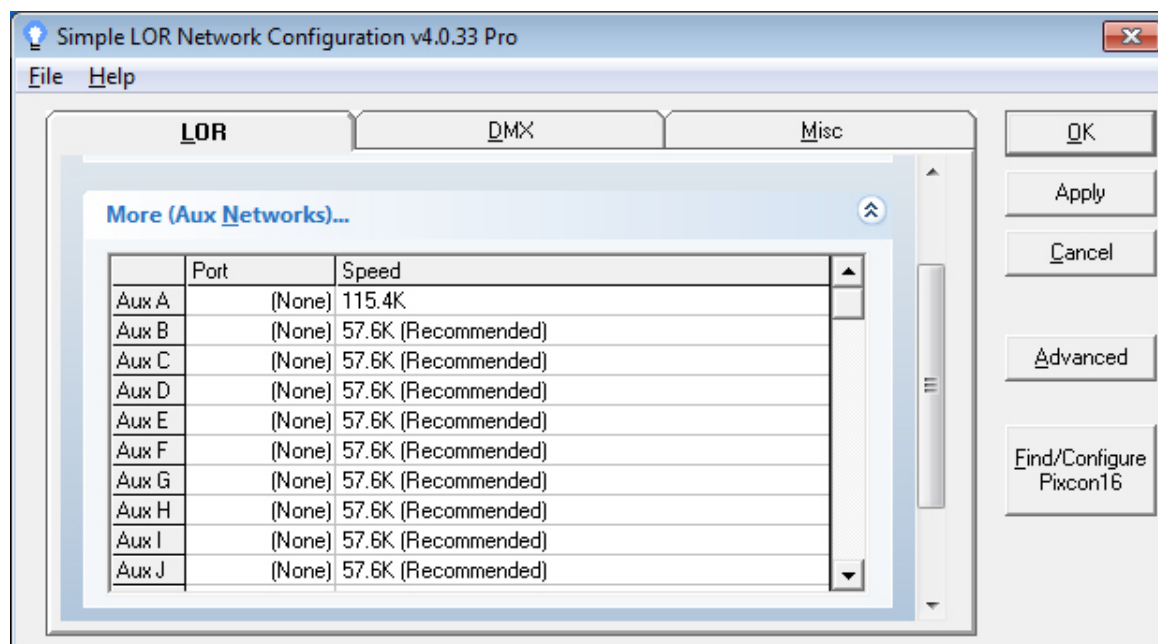 Simple LOR Network Configuration v4.0.33 Pro
File Help
LOR DMX Misc
OK
Apply
Cancel
Advanced
Find/Configure
Pixcon16
More (Aux Networks)...
Port Speed
Aux A (None) 115.4K
Aux B (None) 57.6K (Recommended)
Aux C (None) 57.6K (Recommended)
Aux D (None) 57.6K (Recommended)
Aux E (None) 57.6K (Recommended)
Aux F (None) 57.6K (Recommended)
Aux G (None) 57.6K (Recommended)
Aux H (None) 57.6K (Recommended)
Aux I (None) 57.6K (Recommended)
Aux J (None) 57.6K (Recommended)